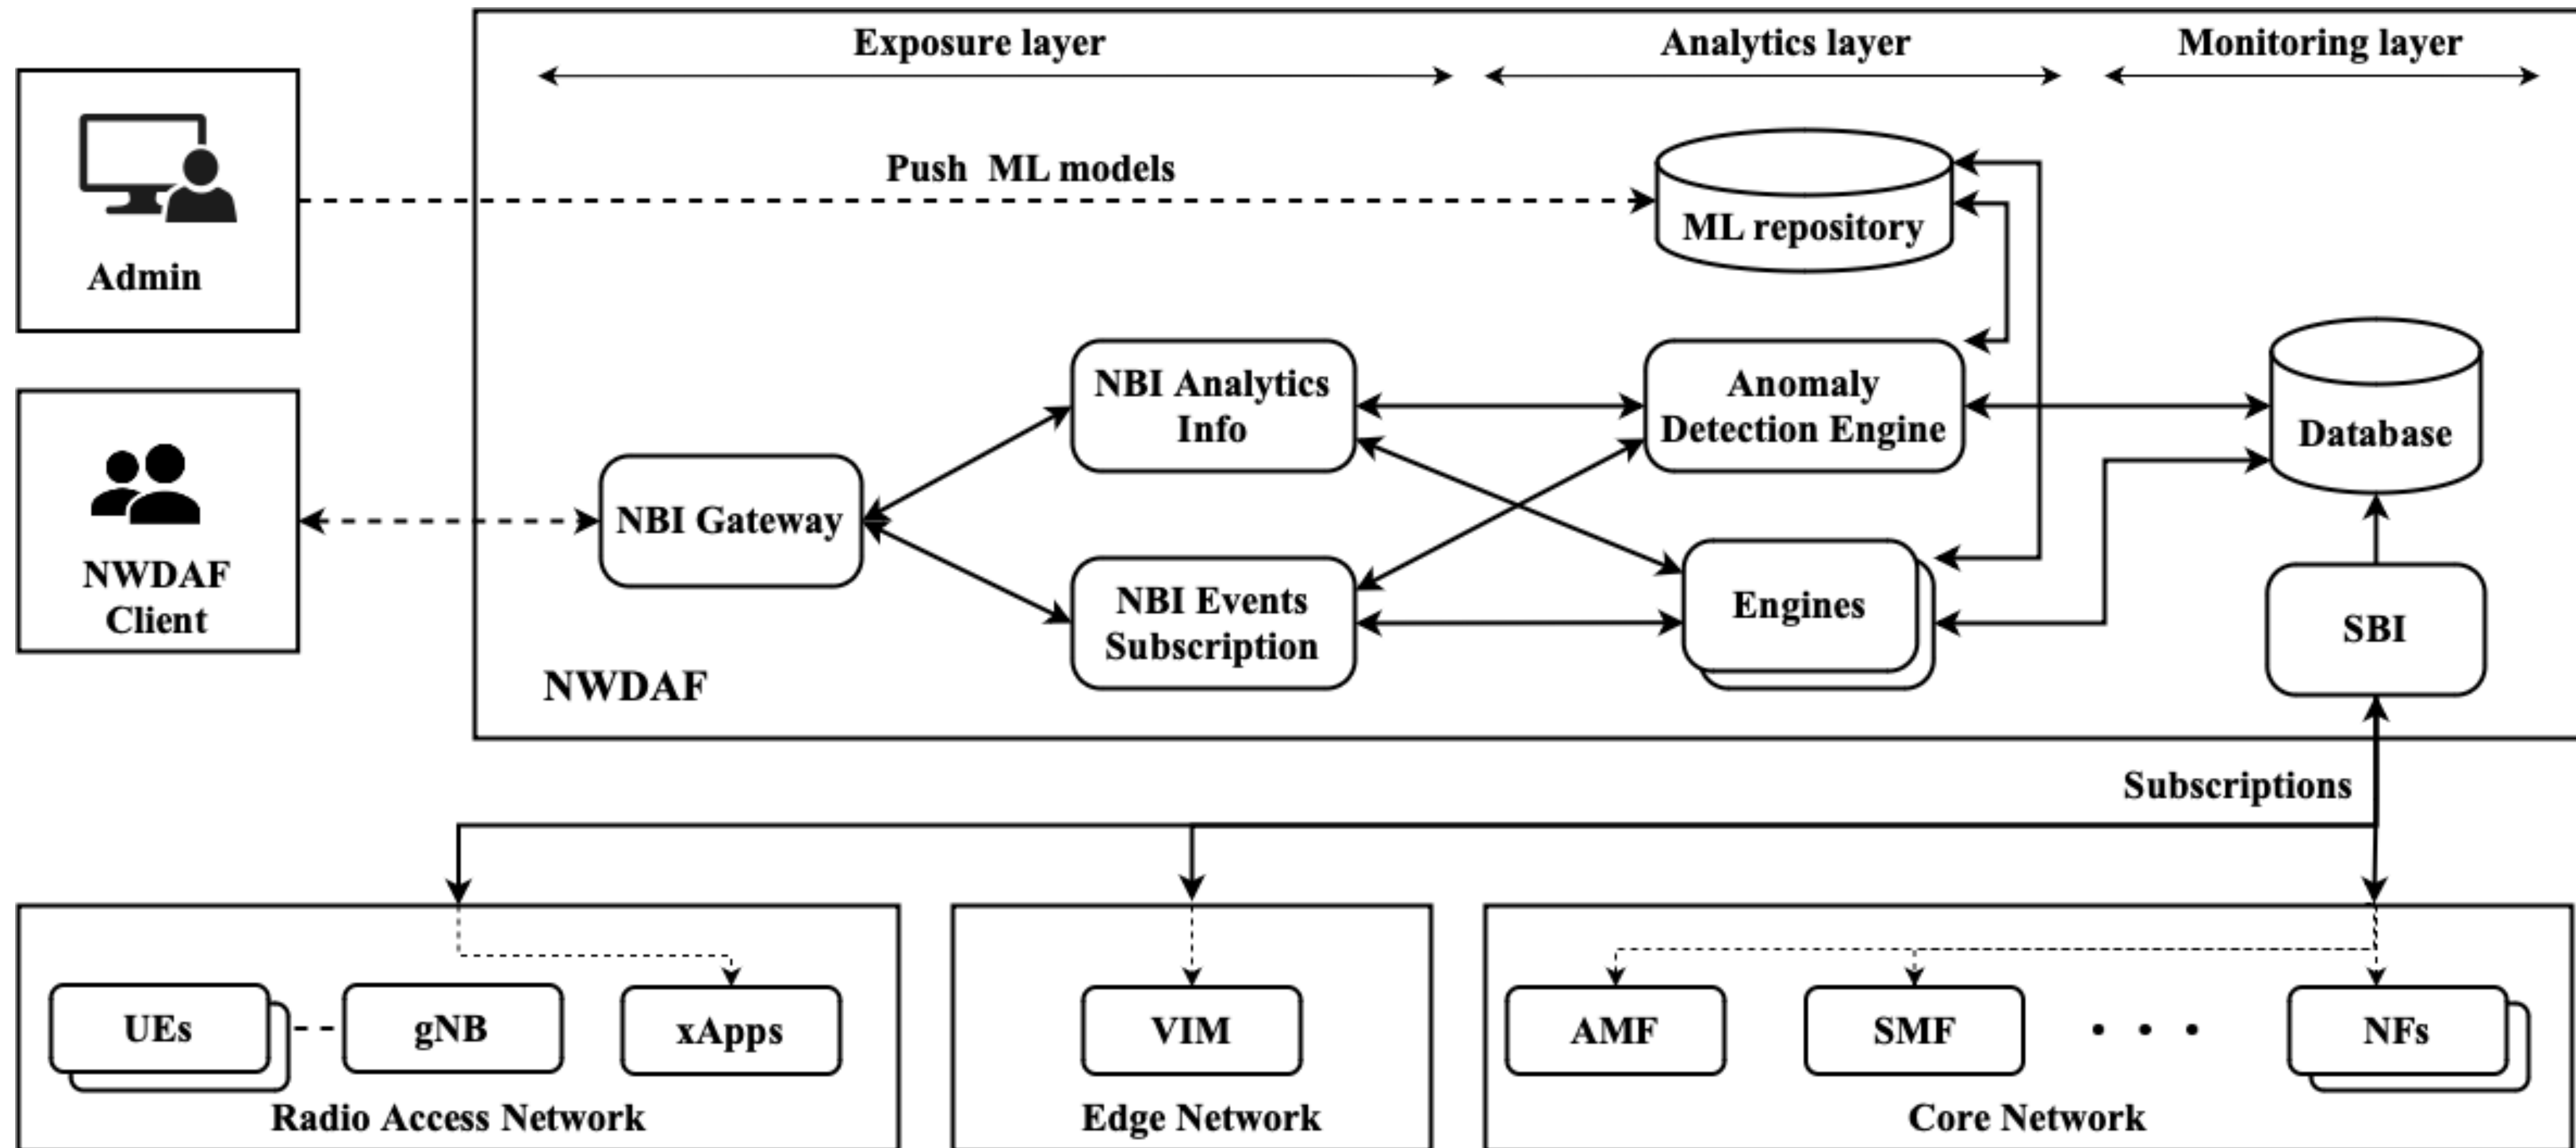 Exposure layer
Analytics layer
Monitoring layer
Push ML models
Admin
ML repository
NBI Analytics
Info
Anomaly
Detection Engine
Database
NBI Gateway
NWDAF
Client
NBI Events
Subscription
Engines
SBI
NWDAF
Subscriptions
UEs
gNB
xApps
VIM
AMF
SMF
• • •
NFs
Radio Access Network
Edge Network
Core Network